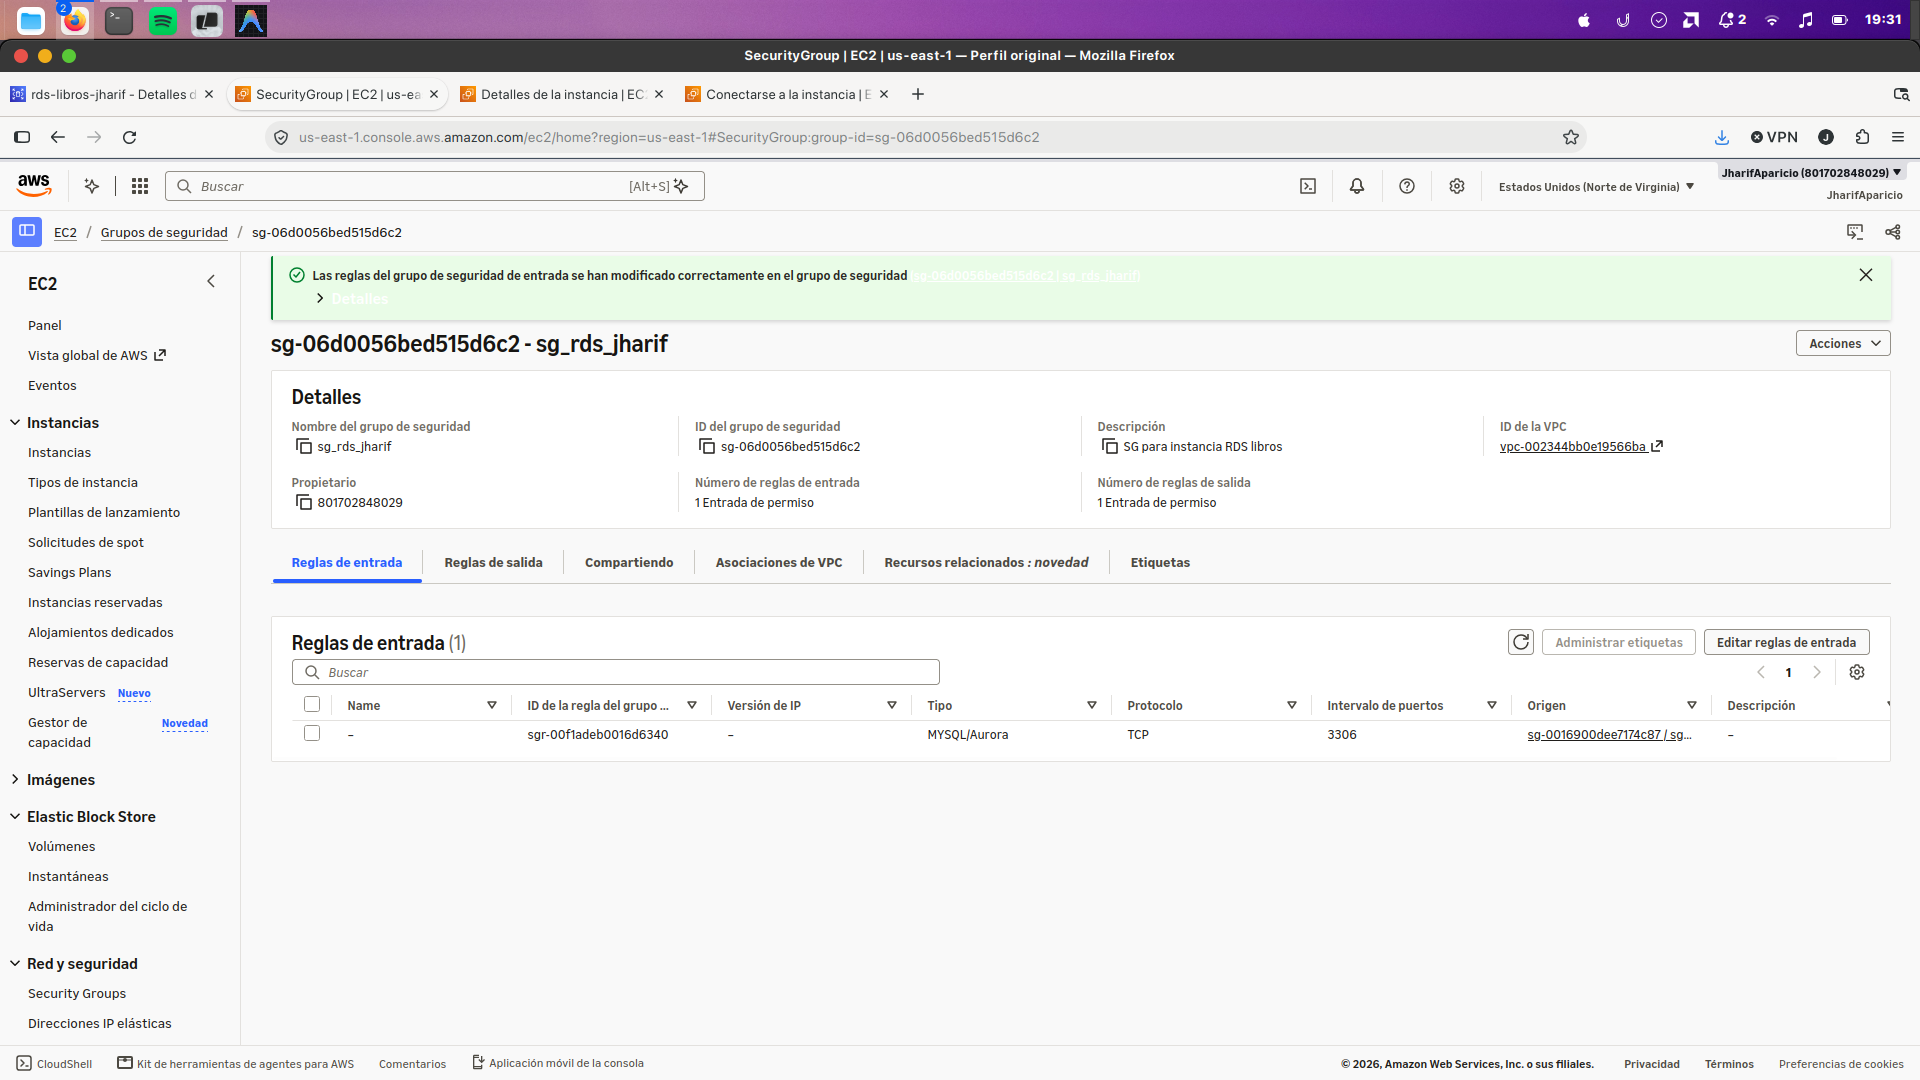 2
2
19:31
SecurityGroup | EC2 | us-east-1 — Perfil original — Mozilla Firefox
rds-libros-jharif - Detalles d
SecurityGroup | EC2 | us-ea
Detalles de la instancia | EC
Conectarse a la instancia | E
us-east-1.console.aws.amazon.com/ec2/home?region=us-east-1#SecurityGroup:group-id=sg-06d0056bed515d6c2
VPN
J
aws
Buscar
[Alt+S]
Estados Unidos (Norte de Virginia)
JharifAparicio (801702848029)
JharifAparicio
EC2 / Grupos de seguridad / sg-06d0056bed515d6c2
EC2
Panel
Vista global de AWS
Eventos
Instancias
Instancias
Tipos de instancia
Plantillas de lanzamiento
Solicitudes de spot
Savings Plans
Instancias reservadas
Alojamientos dedicados
Reservas de capacidad
UltraServers Nuevo
Gestor de capacidad Novedad
Imágenes
Elastic Block Store
Volúmenes
Instantáneas
Administrador del ciclo de vida
Red y seguridad
Security Groups
Direcciones IP elásticas
Las reglas del grupo de seguridad de entrada se han modificado correctamente en el grupo de seguridad (sg-06d0056bed515d6c2 | sg_rds_jharif)
Detalles
sg-06d0056bed515d6c2 - sg_rds_jharif
Acciones
Detalles
Nombre del grupo de seguridad
sg_rds_jharif
ID del grupo de seguridad
sg-06d0056bed515d6c2
Descripción
SG para instancia RDS libros
ID de la VPC
vpc-002344bb0e19566ba
Propietario
801702848029
Número de reglas de entrada
1 Entrada de permiso
Número de reglas de salida
1 Entrada de permiso
Reglas de entrada
Reglas de salida
Compartiendo
Asociaciones de VPC
Recursos relacionados : novedad
Etiquetas
Reglas de entrada (1)
Administrar etiquetas
Editar reglas de entrada
Buscar
1
Name
ID de la regla del grupo ...
Versión de IP
Tipo
Protocolo
Intervalo de puertos
Origen
Descripción
–
sgr-00f1adeb0016d6340
–
MYSQL/Aurora
TCP
3306
sg-0016900dee7174c87 / sg...
–
CloudShell
Kit de herramientas de agentes para AWS
Comentarios
Aplicación móvil de la consola
© 2026, Amazon Web Services, Inc. o sus filiales.
Privacidad
Términos
Preferencias de cookies